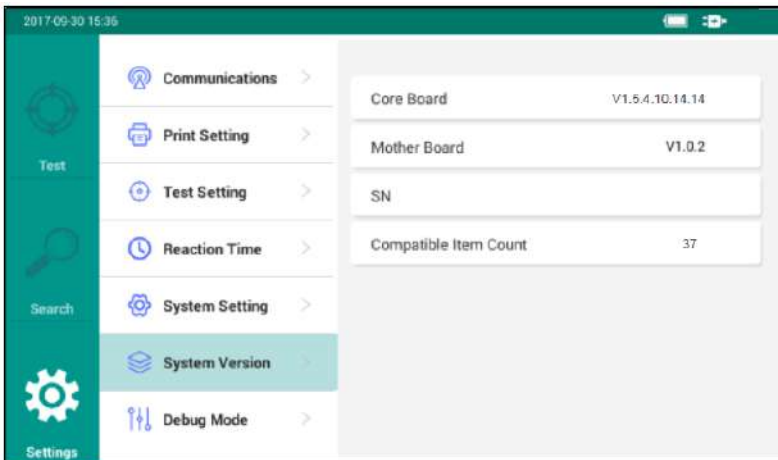 2017-09-30 15:36
Test
Search
Settings
Communications
Print Setting
Test Setting
Reaction Time
System Setting
System Version
Debug Mode
Core Board V1.5.4.10.14.14
Mother Board V1.0.2
SN
Compatible Item Count 37